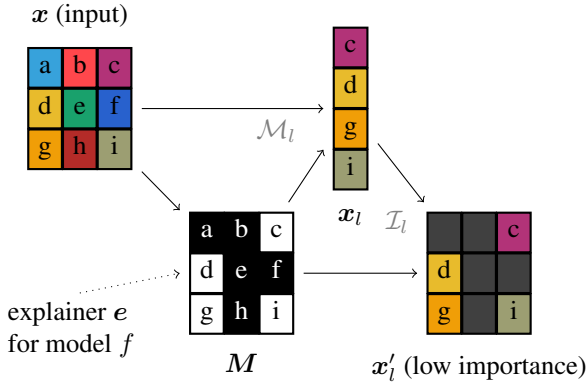 x (input)
a b c
d e f
g h i
c
d
g
i
ℳ_l
x_l
ℐ_l
a b c
d e f
g h i
c
d
g i
explainer e
for model f
M
x′_l (low importance)